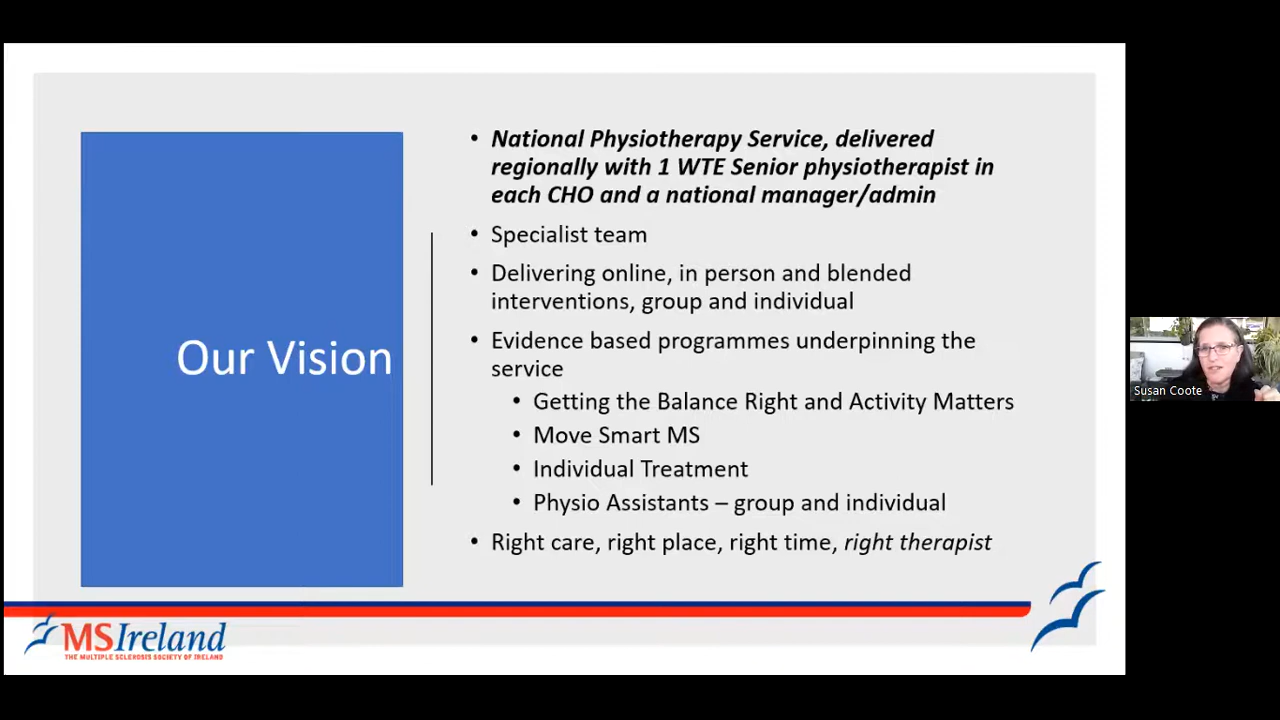 Our Vision
• National Physiotherapy Service, delivered
regionally with 1 WTE Senior physiotherapist in
each CHO and a national manager/admin
• Specialist team
• Delivering online, in person and blended
interventions, group and individual
• Evidence based programmes underpinning the
service
• Getting the Balance Right and Activity Matters
• Move Smart MS
• Individual Treatment
• Physio Assistants – group and individual
• Right care, right place, right time, right therapist
MSIreland
THE MULTIPLE SCLEROSIS SOCIETY OF IRELAND
Susan Coote